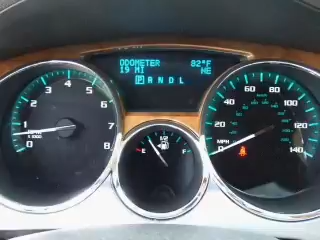 ODOMETER 82°F
19 MI NE
P R N D L
0 1 2 3 4 5 6 7 8
RPM
X 1000
E 1/2 F
0 20 40 60 80 100 120 140
MPH